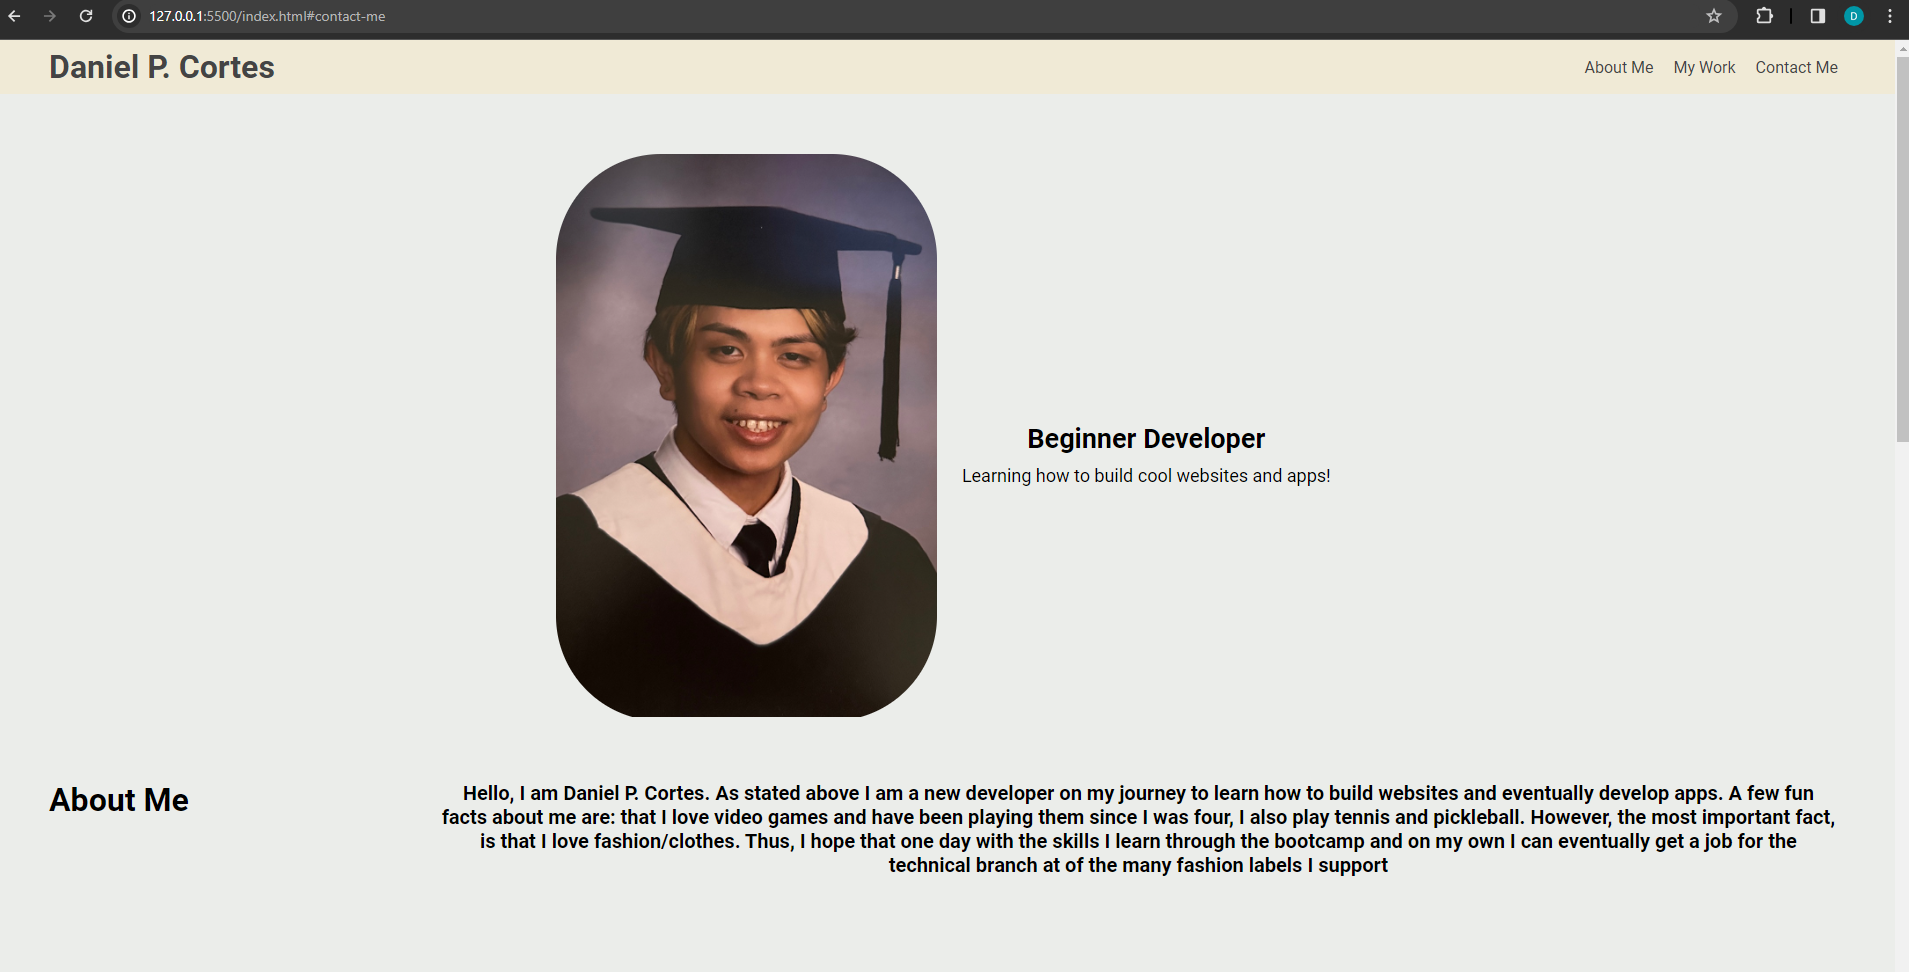 127.0.0.1:5500/index.html#contact-me
D
Daniel P. Cortes
About Me My Work Contact Me
Beginner Developer
Learning how to build cool websites and apps!
About Me
Hello, I am Daniel P. Cortes. As stated above I am a new developer on my journey to learn how to build websites and eventually develop apps. A few fun
facts about me are: that I love video games and have been playing them since I was four, I also play tennis and pickleball. However, the most important fact,
is that I love fashion/clothes. Thus, I hope that one day with the skills I learn through the bootcamp and on my own I can eventually get a job for the
technical branch at of the many fashion labels I support